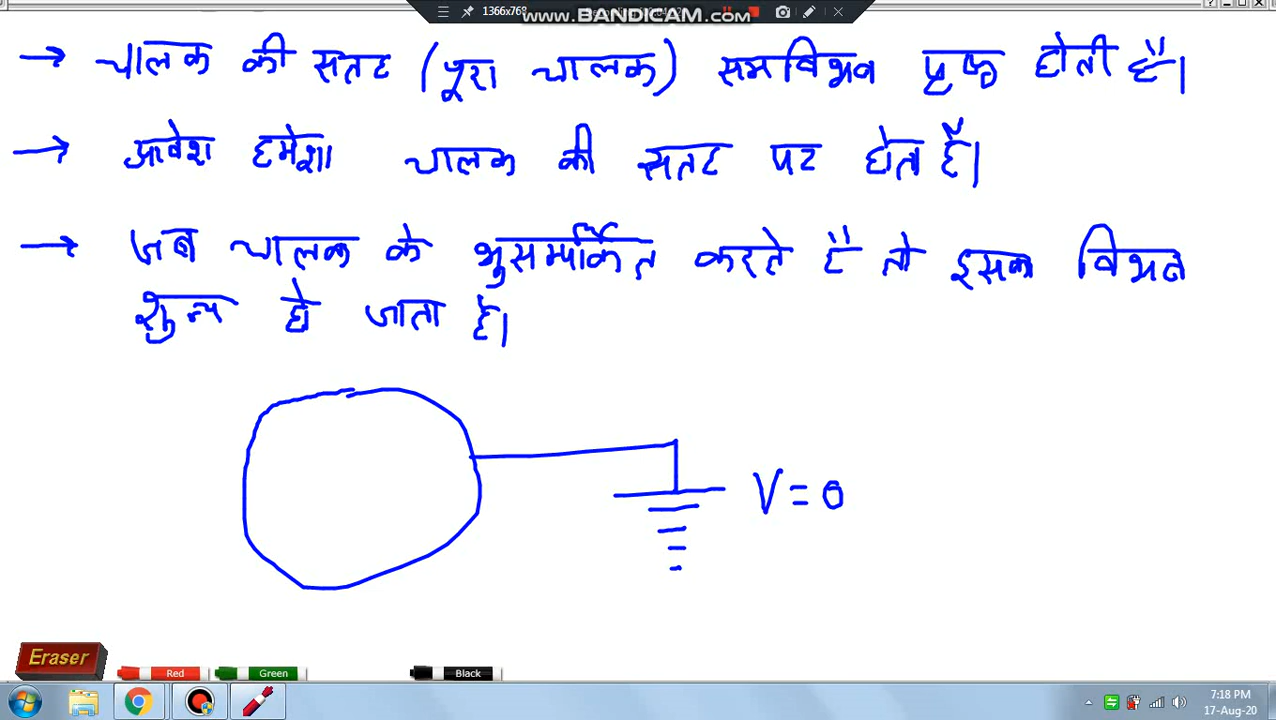 1366x768
www.BANDICAM.com
→ चालक की सतह (पूरा चालक) समविभव पृष्ठ होती है।
→ आवेश हमेशा चालक की सतह पर होता है।
→ जब चालक के भुसम्पर्कित करते हैं तो इसका विभव
शुन्य हो जाता है।
V = 0
Eraser Red Green Black
7:18 PM
17-Aug-20